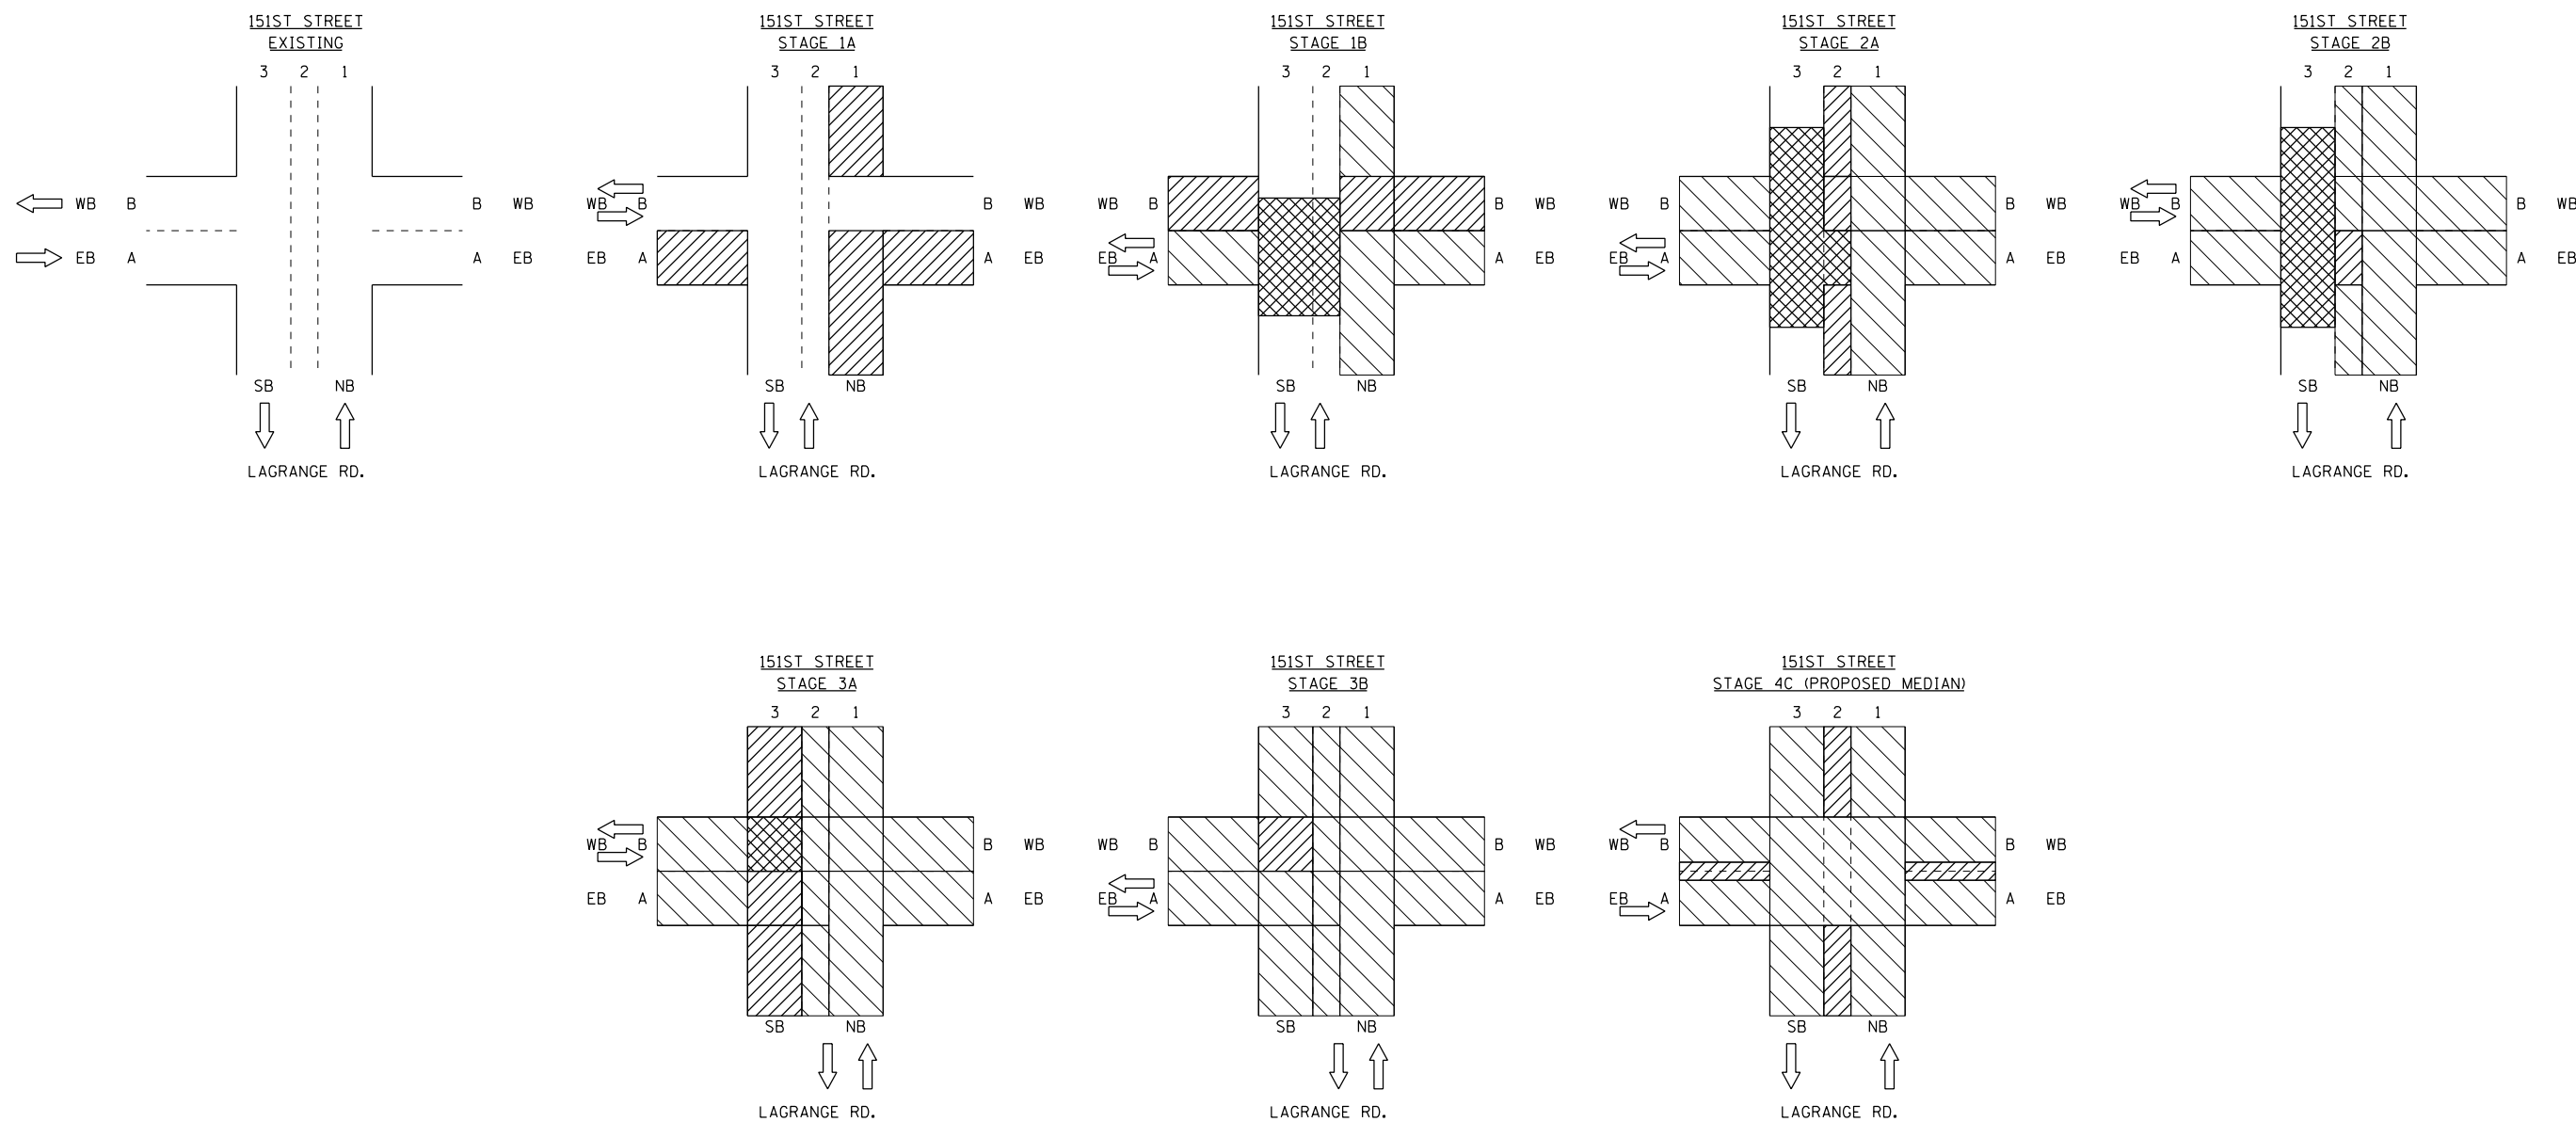 151ST STREET
EXISTING
3 2 1
WB B B WB
EB A A EB
SB NB
LAGRANGE RD.
151ST STREET
STAGE 1A
3 2 1
WB B B WB
EB A A EB
SB NB
LAGRANGE RD.
151ST STREET
STAGE 1B
3 2 1
WB B B WB
EB A A EB
SB NB
LAGRANGE RD.
151ST STREET
STAGE 2A
3 2 1
WB B B WB
EB A A EB
SB NB
LAGRANGE RD.
151ST STREET
STAGE 2B
3 2 1
WB B B WB
EB A A EB
SB NB
LAGRANGE RD.
151ST STREET
STAGE 3A
3 2 1
WB B B WB
EB A A EB
SB NB
LAGRANGE RD.
151ST STREET
STAGE 3B
3 2 1
WB B B WB
EB A A EB
SB NB
LAGRANGE RD.
151ST STREET
STAGE 4C (PROPOSED MEDIAN)
3 2 1
WB B B WB
EB A A EB
SB NB
LAGRANGE RD.